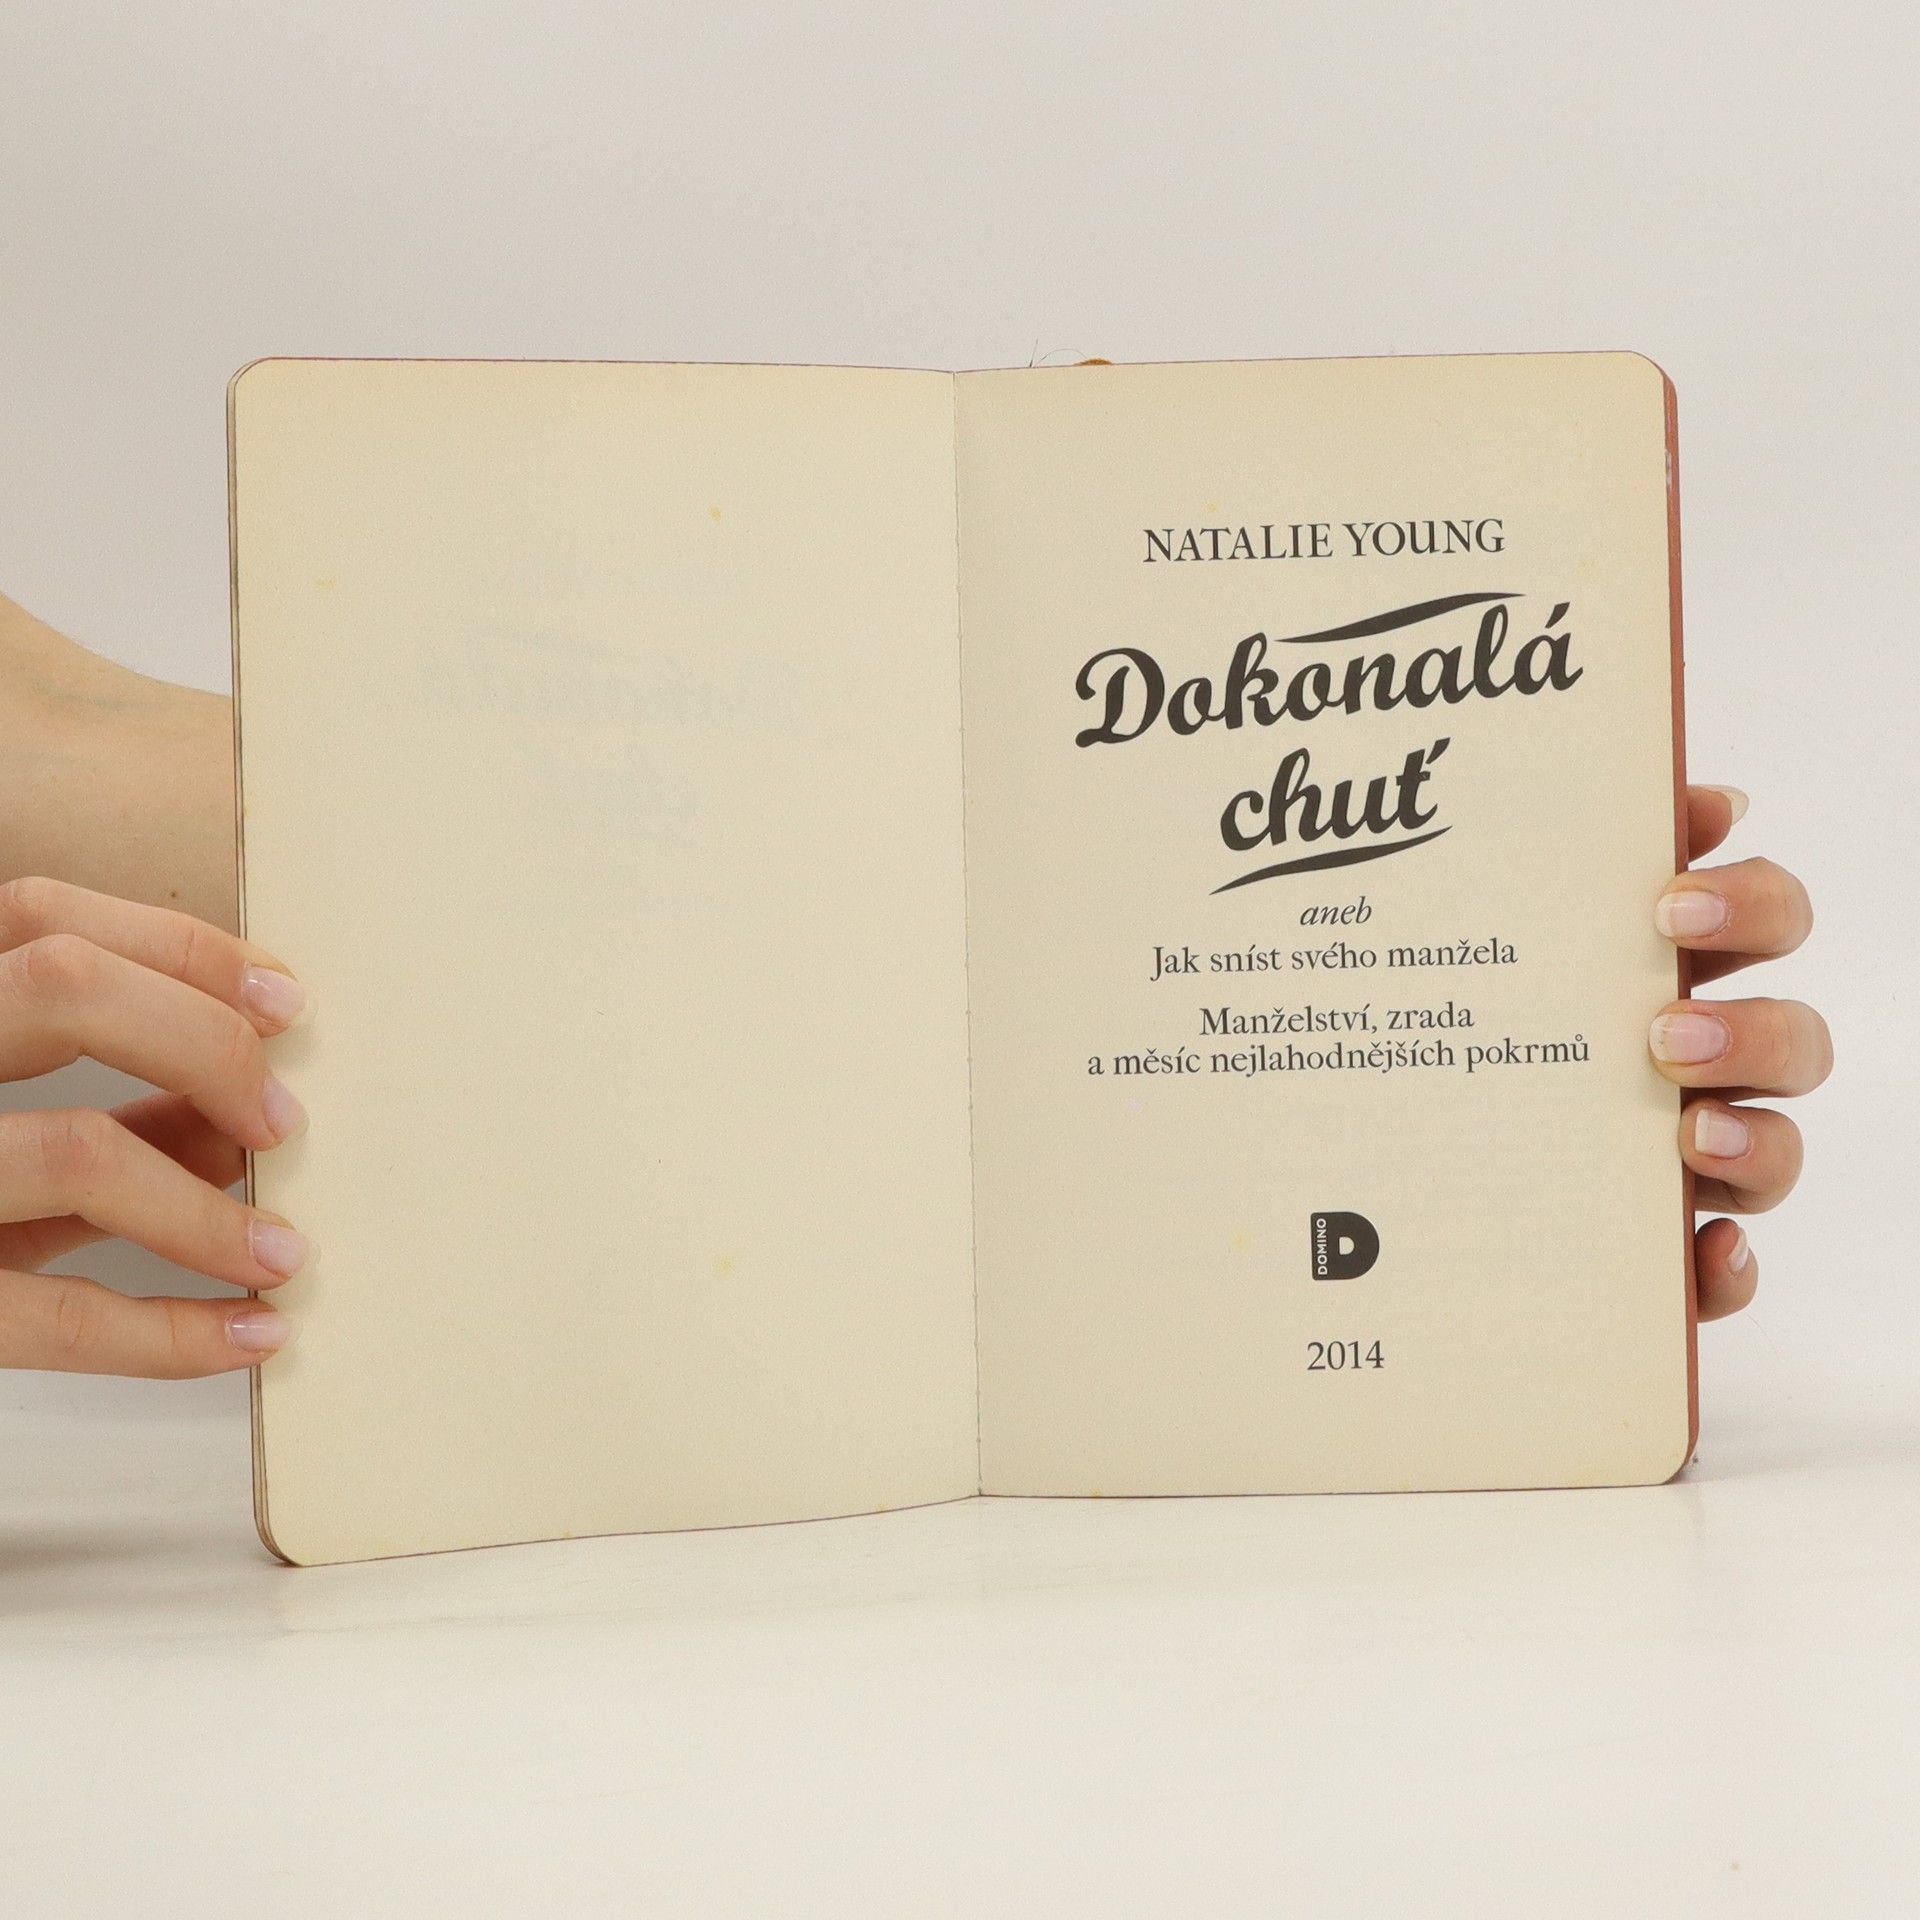 NATALIE YOUNG
Dokonalá
chuť
aneb
Jak sníst svého manžela
Manželství, zrada
a měsíc nejlahodnějších pokrmů
DOMINO
D
2014